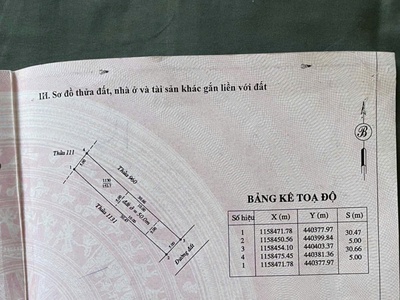 III. Sơ đồ thửa đất, nhà ở và tài sản khác gắn liền với đất
B
Thửa 111
Thửa 960
Thửa 1131
Đường đất
BẢNG KÊ TOẠ ĐỘ
Số hiệu X (m) Y (m) S (m)
1 1158471.78 440377.97 30.47
2 1158450.56 440399.84 5.00
3 1158454.10 440403.37 30.66
4 1158475.45 440381.36 5.00
1 1158471.78 440377.97